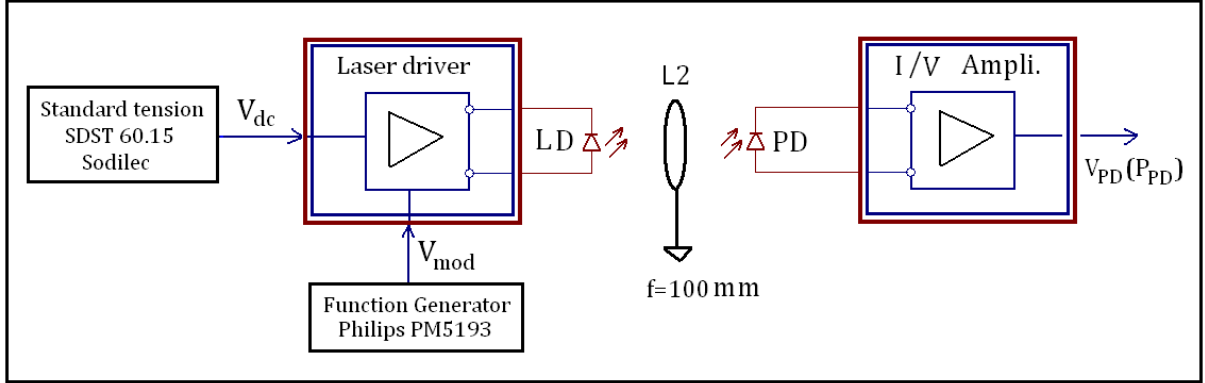 Laser driver
I/V Ampli.
L2
Standard tension
SDST 60.15
Sodilec
Vdc
LD
PD
VPD(PPD)
Vmod
f=100 mm
Function Generator
Philips PM5193